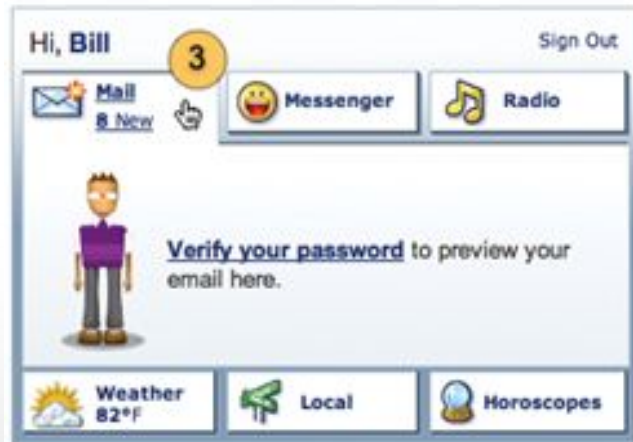 Hi, Bill
Sign Out
3
Mail
8 New
Messenger
Radio
Verify your password to preview your
email here.
Weather
82°F
Local
Horoscopes